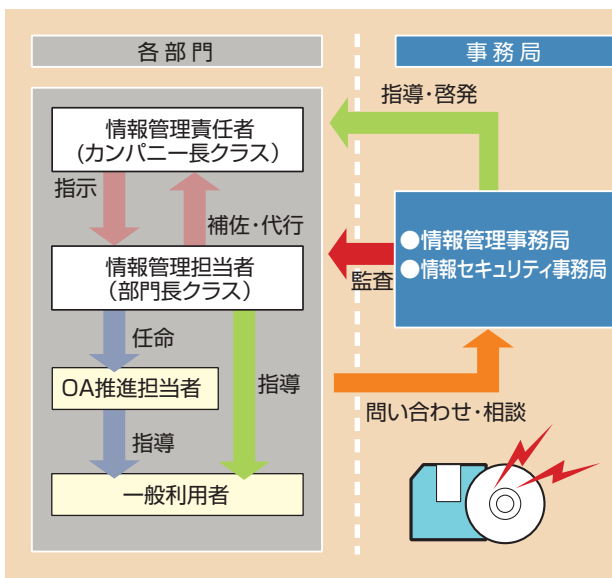 各部門
事務局
指導・啓発
情報管理責任者
(カンパニー長クラス)
指示
補佐・代行
●情報管理事務局
●情報セキュリティ事務局
監査
情報管理担当者
(部門長クラス)
任命
OA推進担当者
指導
問い合わせ・相談
指導
一般利用者